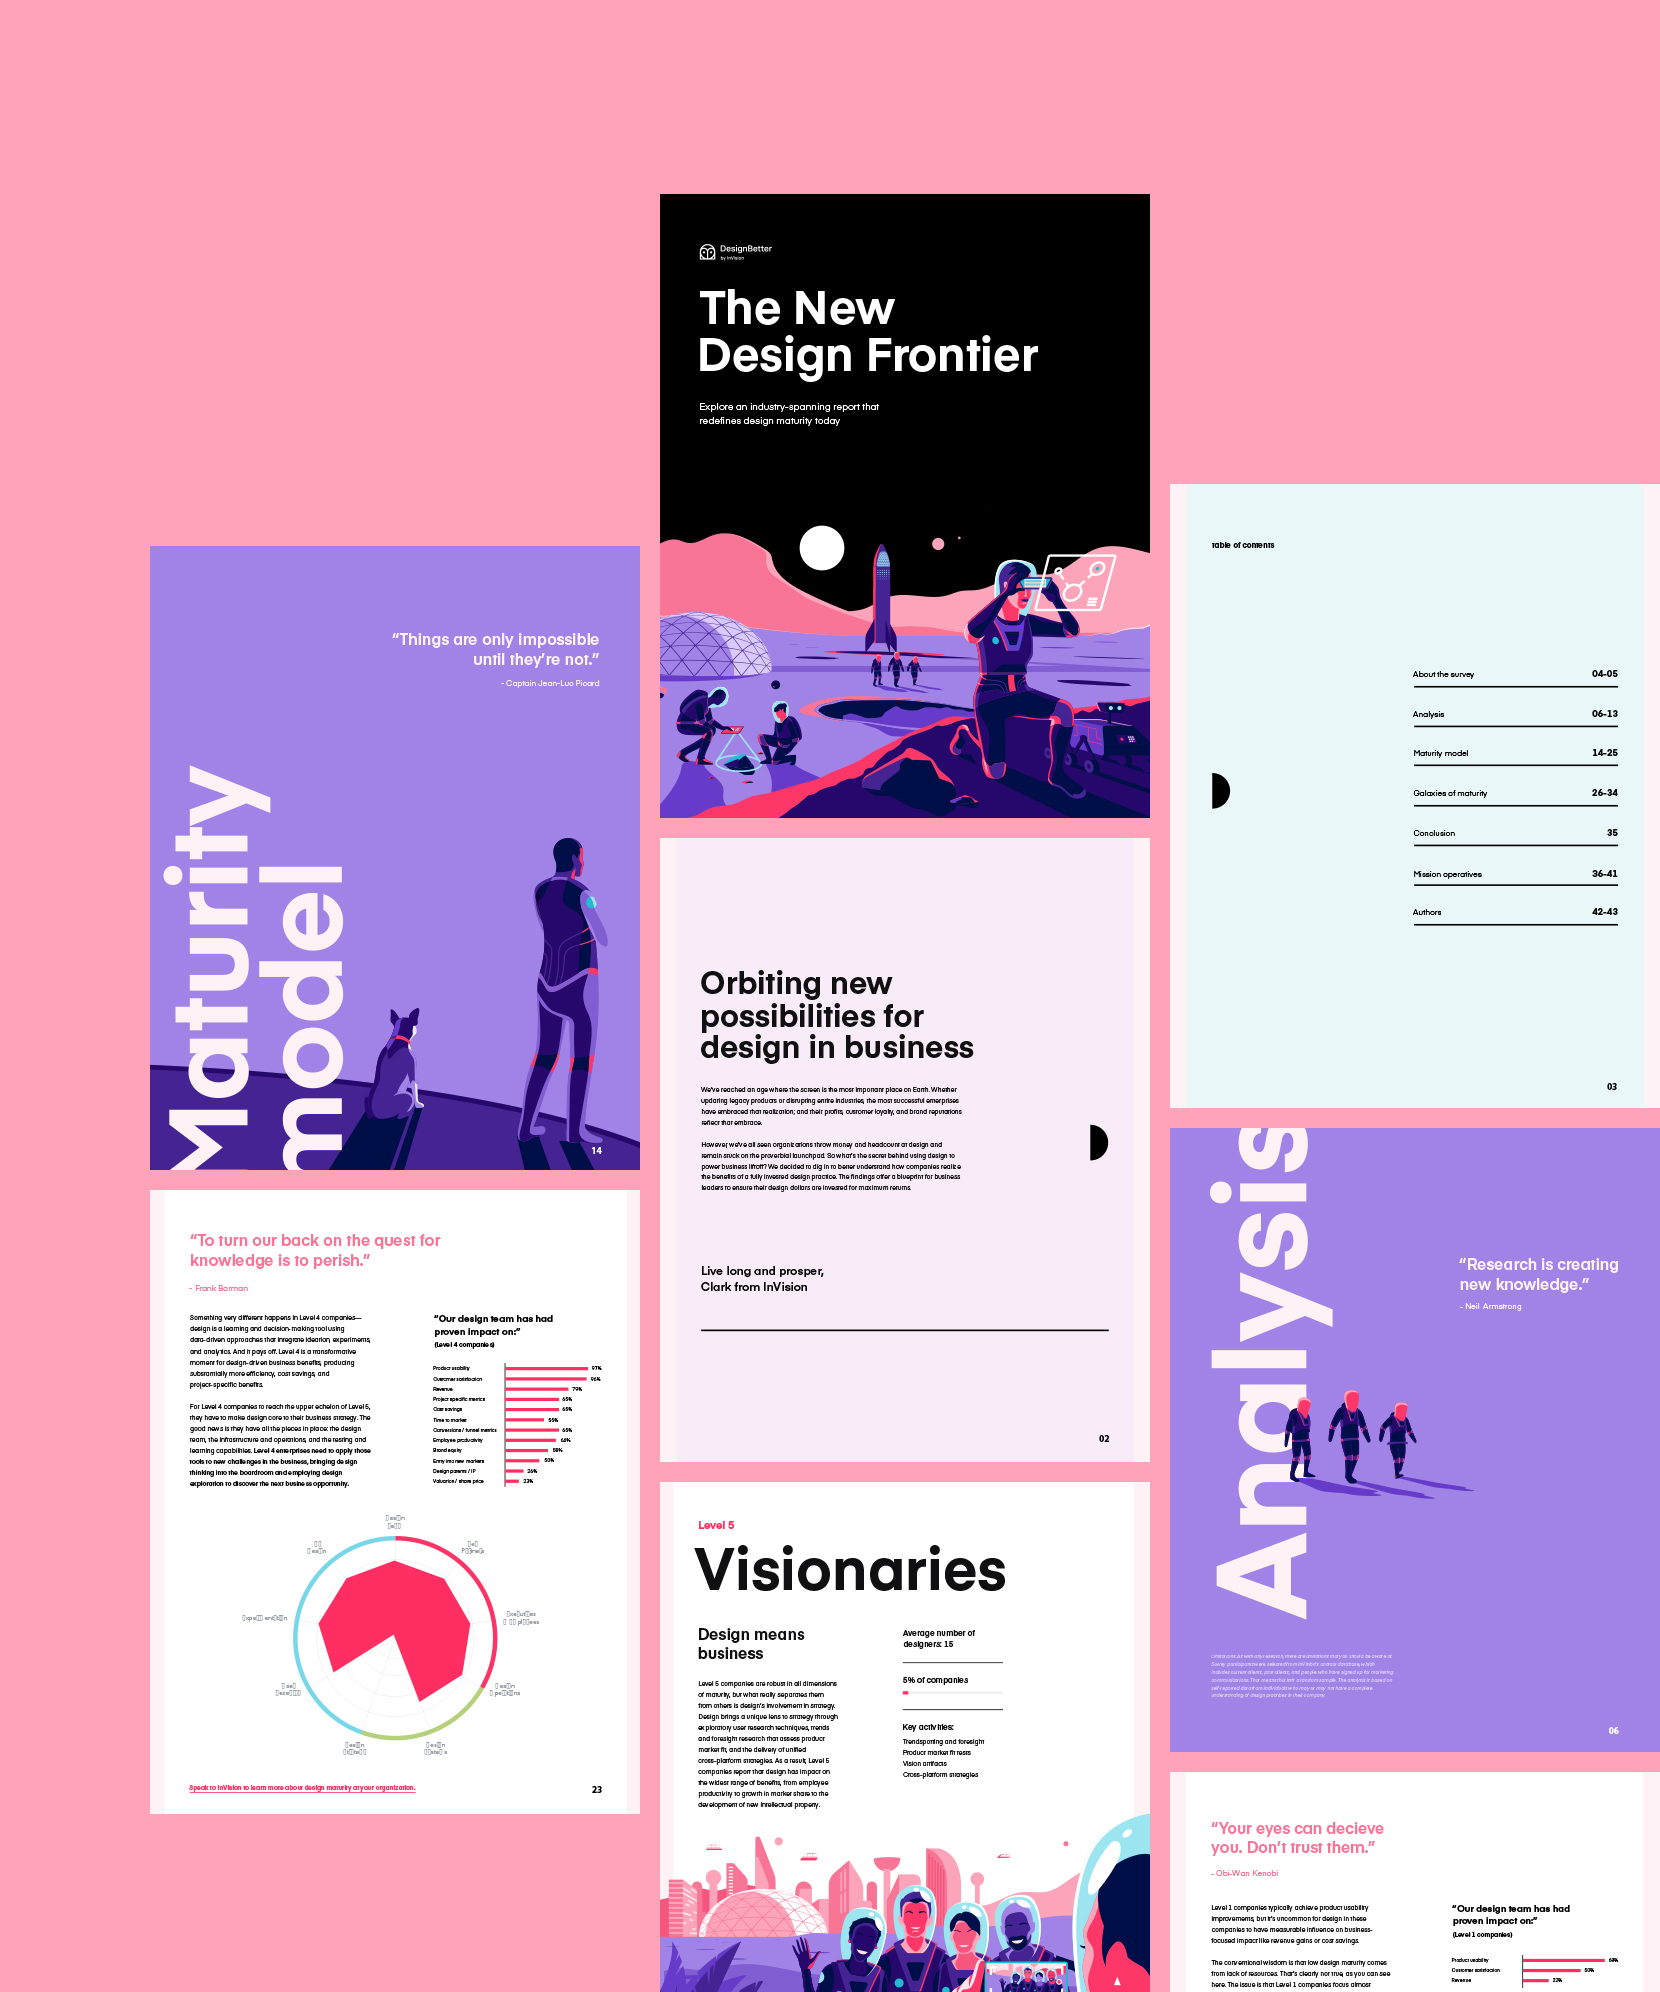 DesignBetter
by InVision
The New
Design Frontier
Explore an industry-spanning report that
redefines design maturity today
“Things are only impossible
until they’re not.”
- Captain Jean-Luc Picard
Maturity
model
14
“To turn our back on the quest for
knowledge is to perish.”
- Frank Borman
Something very different happens in Level 4 companies—
design is a learning and decision-making tool using
data-driven approaches that integrate ideation, experiments,
and analytics. And it pays off. Level 4 is a transformative
moment for design-driven business benefits, producing
substantially more efficiency, cost savings, and
project-specific benefits.
For Level 4 companies to reach the upper echelon of Level 5,
they have to make design core to their business strategy. The
good news is they have all the pieces in place: the design
team, the infrastructure and operations, and the testing and
learning capabilities. Level 4 enterprises need to apply those
tools to new challenges in the business, bringing design
thinking into the boardroom and employing design
exploration to discover the next business opportunity.
“Our design team has had
proven impact on:”
(Level 4 companies)
Product usability 97%
Customer satisfaction 96%
Revenue 79%
Project specific metrics 65%
Cost savings 65%
Time to market 55%
Conversions / funnel metrics 65%
Employee productivity
Brand equity 59%
Entry into new markets 50%
Design patents / IP 26%
Valuation / share price 23%
Speak to InVision to learn more about design maturity at your organization.
23
Orbiting new
possibilities for
design in business
We’ve reached an age where the screen is the most important place on Earth. Whether
updating legacy products or disrupting entire industries, the most successful enterprises
have embraced that realization; and their profits, customer loyalty, and brand reputations
reflect that embrace.
However, we’ve all seen organizations throw money and headcount at design and
remain stuck on the proverbial launchpad. So what’s the secret behind using design to
power business liftoff? We decided to dig in to better understand how companies realize
the benefits of a fully invested design practice. The findings offer a blueprint for business
leaders to ensure their design dollars are invested for maximum returns.
Live long and prosper,
Clark from InVision
02
Level 5
Visionaries
Design means
business
Level 5 companies are robust in all dimensions
of maturity, but what really separates them
from others is design’s involvement in strategy.
Design brings a unique lens to strategy through
exploratory user research techniques, trends
and foresight research that assess product
market fit, and the delivery of unified
cross-platform strategies. As a result, Level 5
companies report that design has impact on
the widest range of benefits, from employee
productivity to growth in market share to the
development of new intellectual property.
Average number of
designers: 15
5% of companies
Key activities:
Trendspotting and foresight
Product market fit tests
Vision artifacts
Cross-platform strategies
table of contents
About the survey 04-05
Analysis 06-13
Maturity model 14-25
Galaxies of maturity 26-34
Conclusion 35
Mission operatives 36-41
Authors 42-43
03
Analysis
“Research is creating
new knowledge.”
- Neil Armstrong
06
“Your eyes can decieve
you. Don’t trust them.”
- Obi-Wan Kenobi
Level 1 companies typically achieve product usability
improvements, but it’s uncommon for design in these
companies to have measurable influence on business-
focused impact like revenue gains or cost savings.
The conventional wisdom is that low design maturity comes
from lack of resources. That’s clearly not true, as you can see
here. The issue is that Level 1 companies focus almost
“Our design team has had
proven impact on:”
(Level 1 companies)
Product usability
Customer satisfaction 50%
Revenue 22%